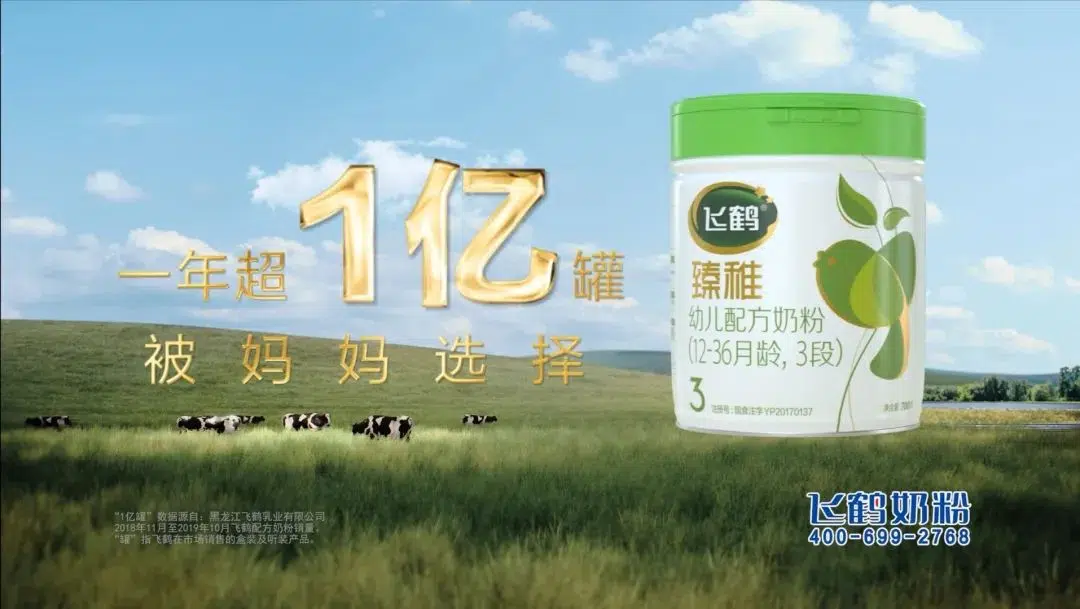 一年超1亿罐
被妈妈选择
飞鹤
臻稚
幼儿配方奶粉
(12-36月龄, 3段)
3
注册号：国食注字YP20170137
飞鹤奶粉
400-699-2768
“1亿罐”数据源自：黑龙江飞鹤乳业有限公司
2018年11月至2019年10月飞鹤配方奶粉销量，
“罐”指飞鹤在市场销售的盒装及听装产品。